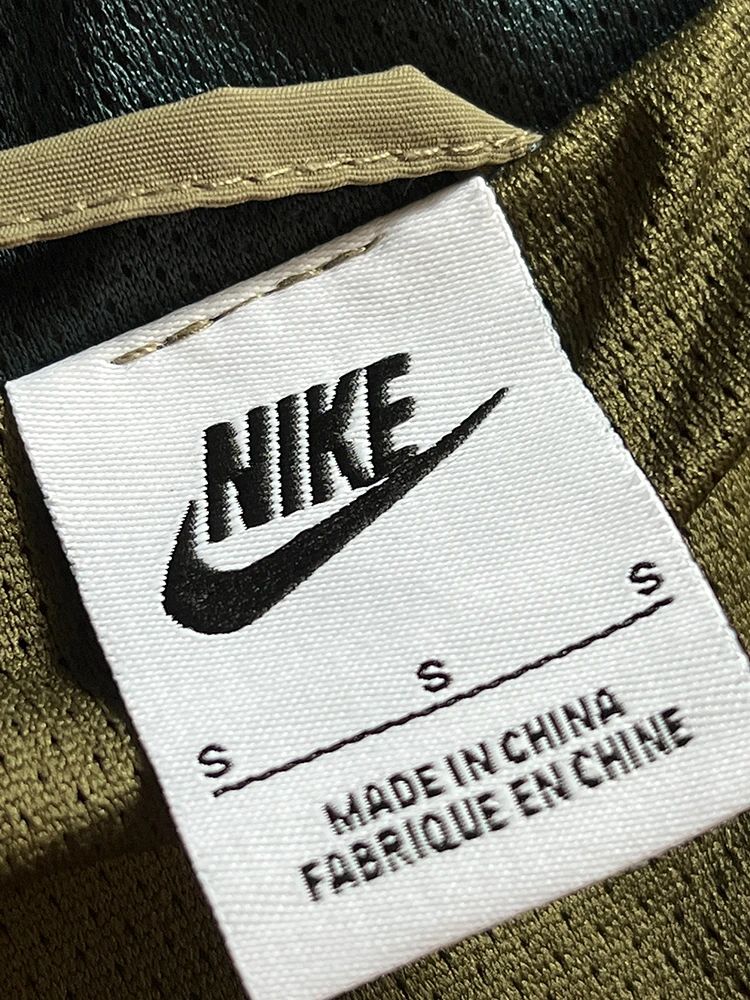 NIKE
S S S
MADE IN CHINA
FABRIQUE EN CHINE